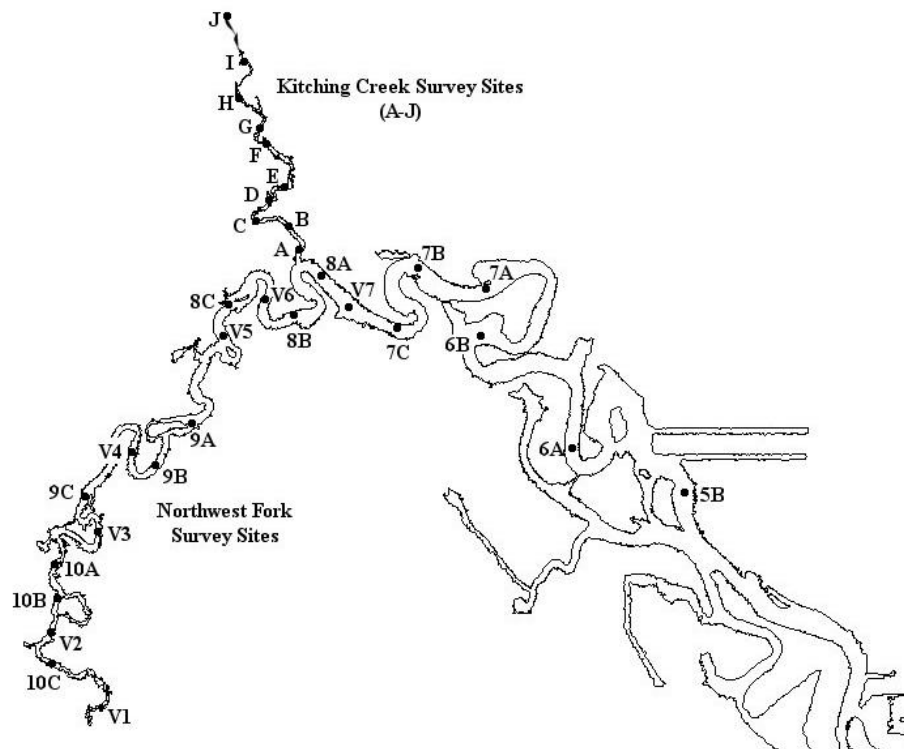 J
I
Kitching Creek Survey Sites
(A-J)
H
G
F
E
D
C
B
A
8A
7B
7A
V7
V6
8C
8B
7C
6B
V5
9A
6A
V4
9B
5B
9C
Northwest Fork
Survey Sites
V3
10A
10B
V2
10C
V1